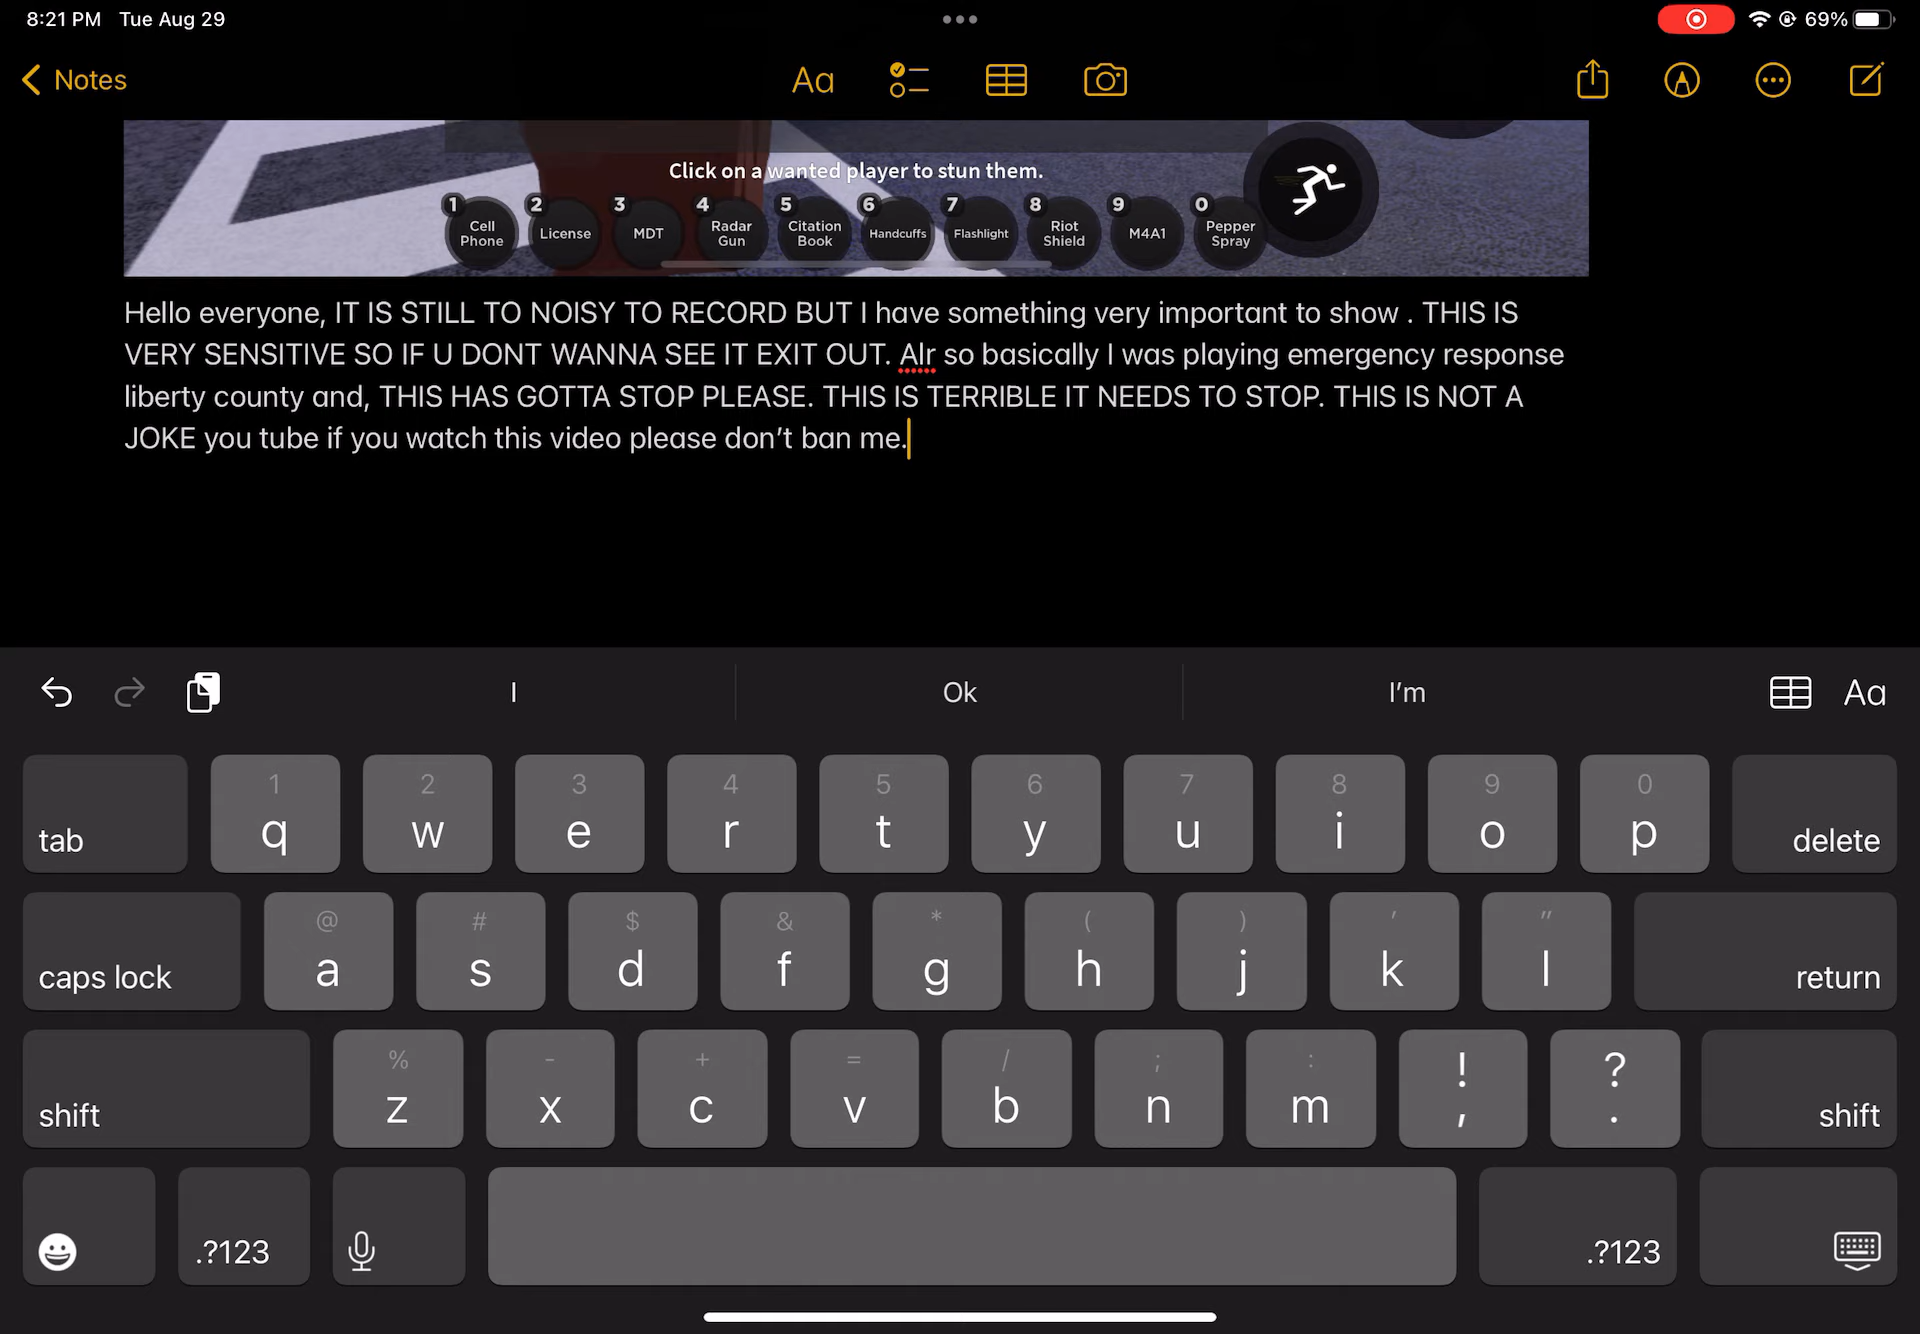 8:21 PM Tue Aug 29
69%
Notes
Aa
Click on a wanted player to stun them.
1 2 3 4 5 6 7 8 9 0
Cell Phone License MDT Radar Gun Citation Book Handcuffs Flashlight Riot Shield M4A1 Pepper Spray
Hello everyone, IT IS STILL TO NOISY TO RECORD BUT I have something very important to show . THIS IS
VERY SENSITIVE SO IF U DONT WANNA SEE IT EXIT OUT. Alr so basically I was playing emergency response
liberty county and, THIS HAS GOTTA STOP PLEASE. THIS IS TERRIBLE IT NEEDS TO STOP. THIS IS NOT A
JOKE you tube if you watch this video please don’t ban me.
I Ok I’m Aa
1 2 3 4 5 6 7 8 9 0
tab q w e r t y u i o p delete
@ # $ & * ( ) ' "
caps lock a s d f g h j k l return
% - + = / ; : ! ?
shift z x c v b n m , . shift
.?123 .?123